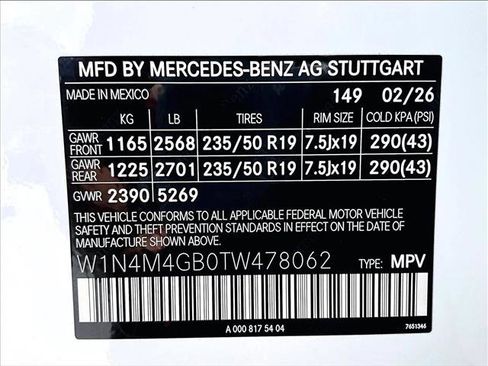 MFD BY MERCEDES-BENZ AG STUTTGART
MADE IN MEXICO 149 02/26
KG LB TIRES RIM SIZE COLD KPA (PSI)
GAWR FRONT 1165 2568 235/50 R19 7.5Jx19 290(43)
GAWR REAR 1225 2701 235/50 R19 7.5Jx19 290(43)
GVWR 2390 5269
THIS VEHICLE CONFORMS TO ALL APPLICABLE FEDERAL MOTOR VEHICLE
SAFETY AND THEFT PREVENTION STANDARDS IN EFFECT ON THE DATE
OF MANUFACTURE SHOWN ABOVE.
W1N4M4GB0TW478062 TYPE: MPV
A 000 817 54 04 7651346